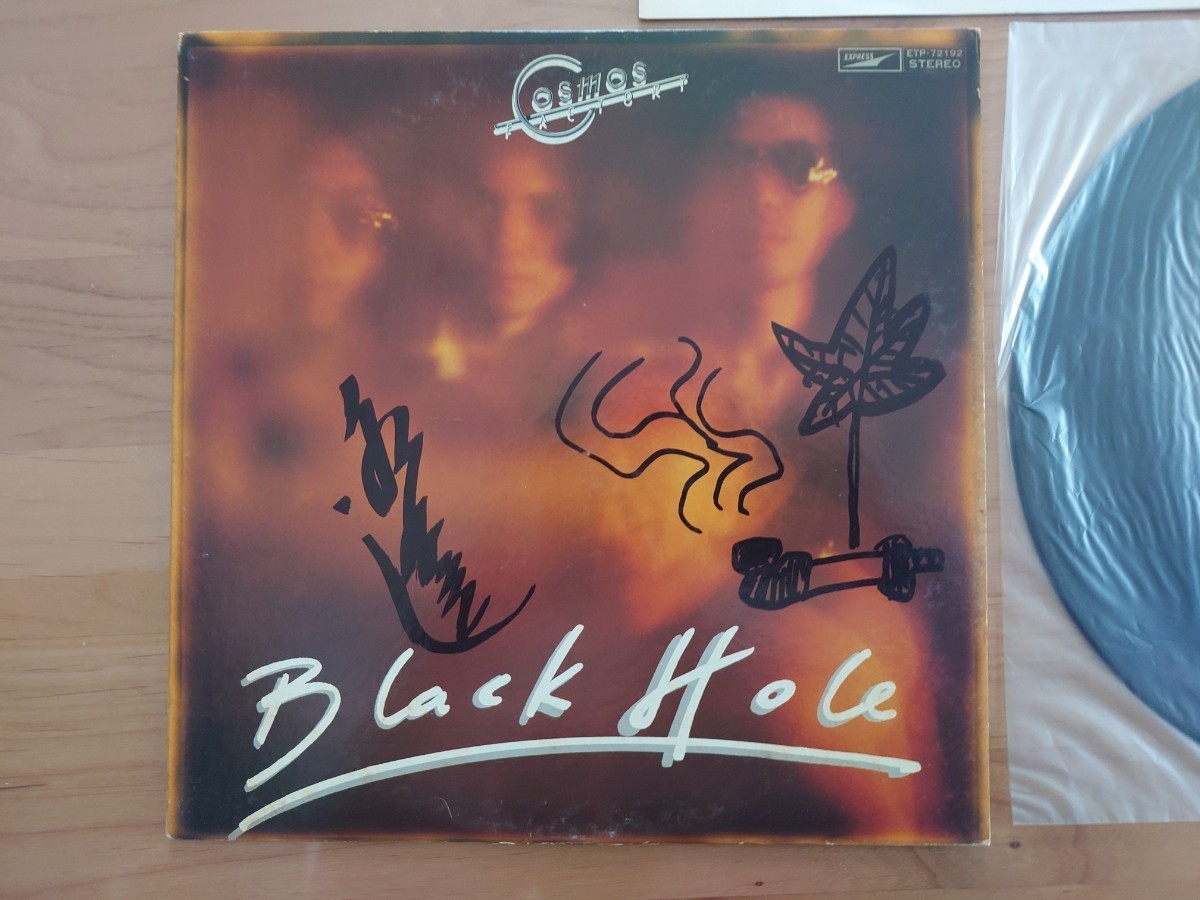 COSMOS
FACTORY
EXPRESS
ETP-72192
STEREO
Black Hole